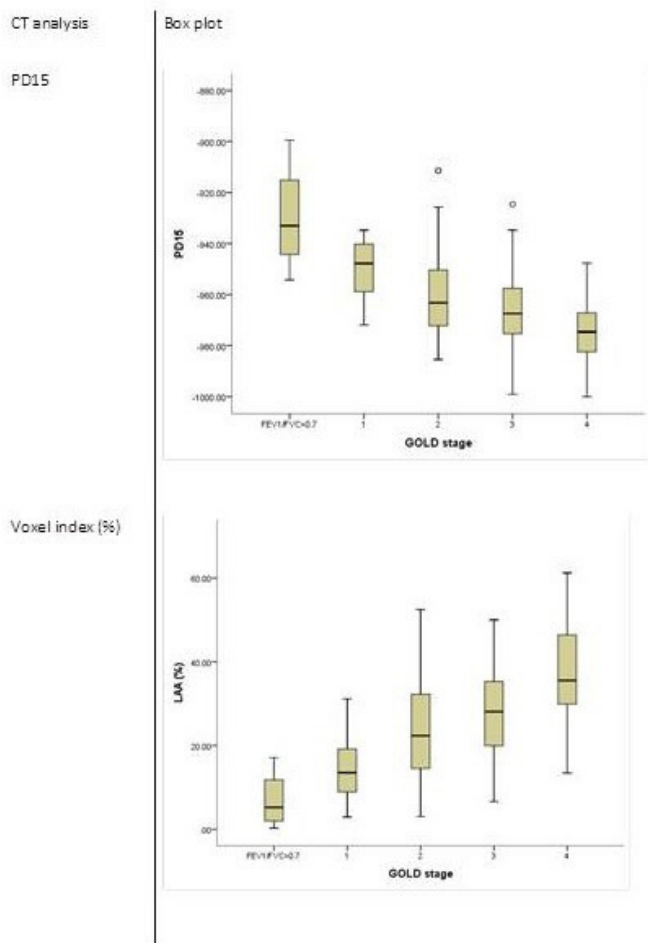 CT analysis
Box plot
PD15
-880.00
-900.00
-920.00
-940.00
-960.00
-980.00
-1000.00
PD15
FEV1/FVC>0.7
1
2
3
4
GOLD stage
Voxel index (%)
60.00
40.00
20.00
.00
LAA (%)
FEV1/FVC>0.7
1
2
3
4
GOLD stage